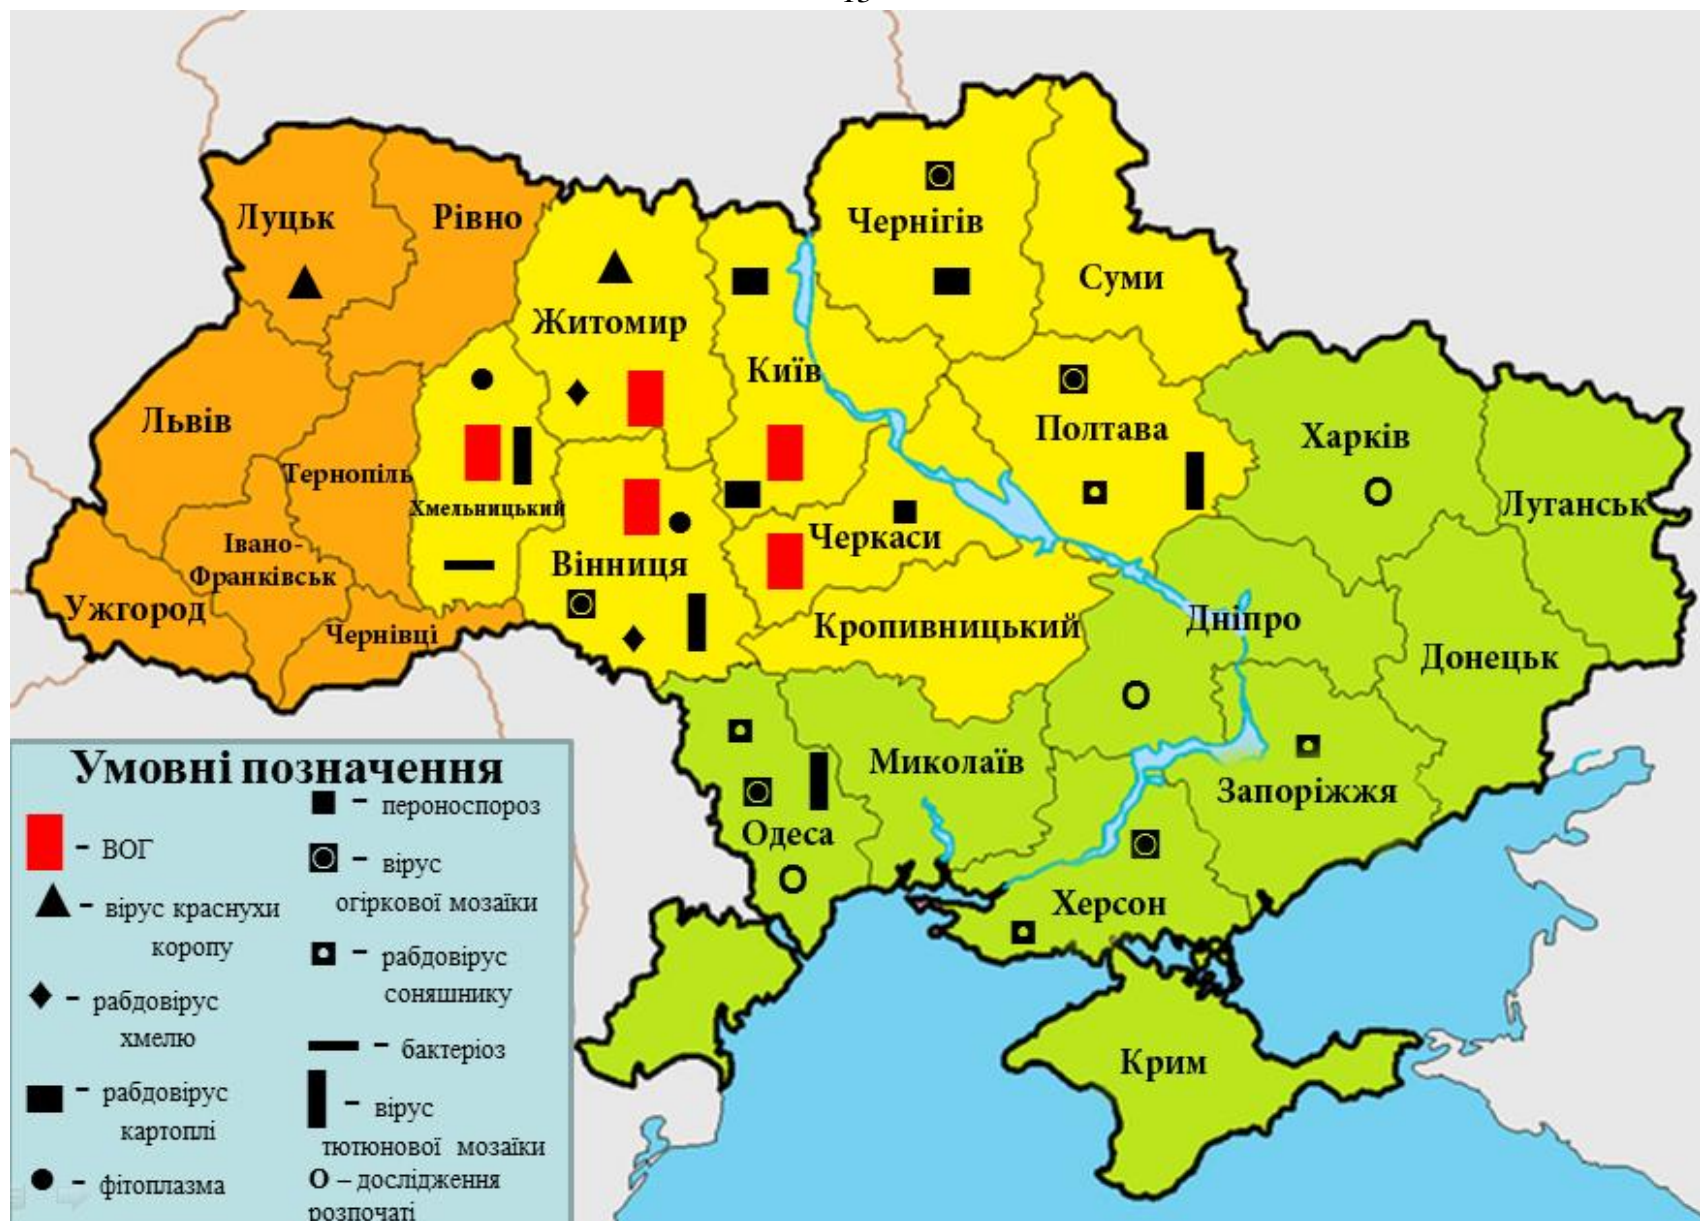 Чернігів
Луцьк
Рівно
Суми
Житомир
Київ
Львів
Полтава
Харків
Тернопіль
Хмельницький
Луганськ
Черкаси
Івано-
Франківськ
Вінниця
Ужгород
Чернівці
Кропивницький
Дніпро
Донецьк
Миколаїв
Запоріжжя
Одеса
Херсон
Крим
Умовні позначення
– ВОГ
– вірус краснухи
коропу
– рабдовірус
хмелю
– рабдовірус
картоплі
– фітоплазма
– пероноспороз
– вірус
огіркової мозаїки
– рабдовірус
соняшнику
– бактеріоз
– вірус
тютюнової мозаїки
О – дослідження
розпочаті